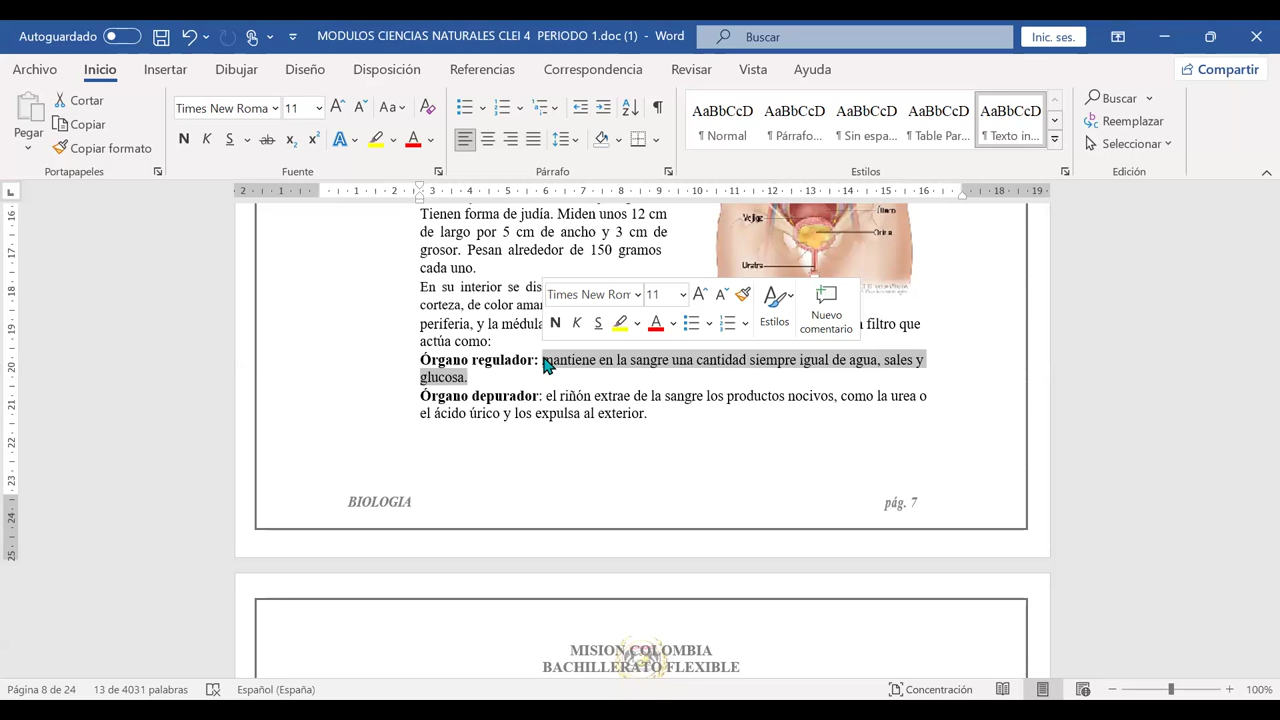 Autoguardado
MODULOS CIENCIAS NATURALES CLEI 4 PERIODO 1.doc (1) - Word
Buscar
Inic. ses.
Archivo Inicio Insertar Dibujar Diseño Disposición Referencias Correspondencia Revisar Vista Ayuda
Compartir
Pegar
Cortar
Copiar
Copiar formato
Portapapeles
Times New Roma 11
Fuente
Párrafo
AaBbCcD AaBbCcD AaBbCcD AaBbCcD AaBbCcD
¶ Normal ¶ Párrafo... ¶ Sin espa... ¶ Table Par... ¶ Texto in...
Estilos
Buscar
Reemplazar
Seleccionar
Edición
Tienen forma de judía. Miden unos 12 cm
de largo por 5 cm de ancho y 3 cm de
grosor. Pesan alrededor de 150 gramos
cada uno.
Vejiga
Orina
Uretra
En su interior se dis
corteza, de color amar
periferia, y la médula
n filtro que
actúa como:
Times New Rom 11
Estilos
Nuevo
comentario
Órgano regulador: mantiene en la sangre una cantidad siempre igual de agua, sales y
glucosa.
Órgano depurador: el riñón extrae de la sangre los productos nocivos, como la urea o
el ácido úrico y los expulsa al exterior.
BIOLOGIA pág. 7
MISION COLOMBIA
BACHILLERATO FLEXIBLE
Página 8 de 24 13 de 4031 palabras Español (España) Concentración 100%